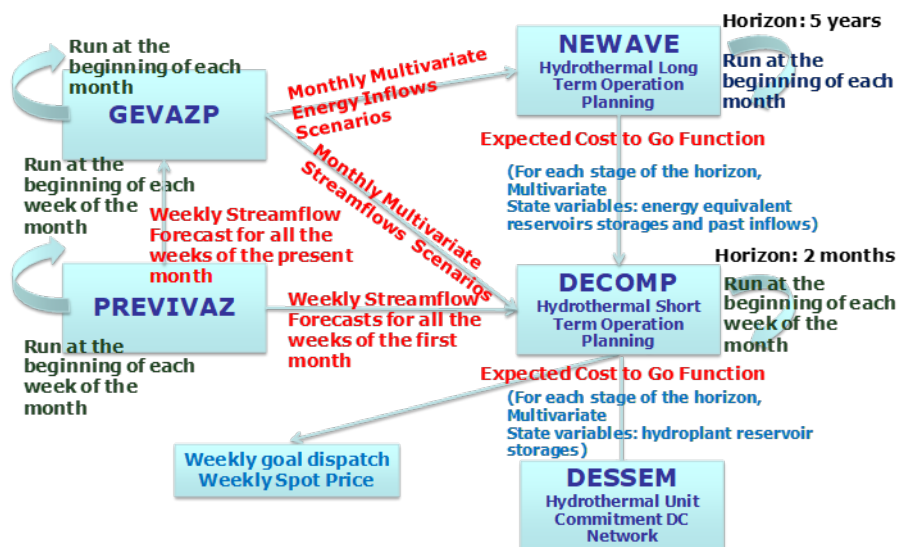 Run at the
beginning of each
month
GEVAZP
Monthly Multivariate
Energy Inflows
Scenarios
NEWAVE
Hydrothermal Long
Term Operation
Planning
Horizon: 5 years
Run at the
beginning of each
month
Expected Cost to Go Function
(For each stage of the horizon,
Multivariate
State variables: energy equivalent
reservoirs storages and past inflows)
Monthly Multivariate
Streamflows Scenarios
Run at the
beginning of each
week of the
month
Weekly Streamflow
Forecast for all the
weeks of the present
month
PREVIVAZ
Weekly Streamflow
Forecasts for all the
weeks of the first
month
DECOMP
Hydrothermal Short
Term Operation
Planning
Horizon: 2 months
Run at the
beginning of each
week of the
month
Run at the
beginning of each
week of the
month
Expected Cost to Go Function
(For each stage of the horizon,
Multivariate
State variables: hydroplant reservoir
storages)
Weekly goal dispatch
Weekly Spot Price
DESSEM
Hydrothermal Unit
Commitment DC
Network